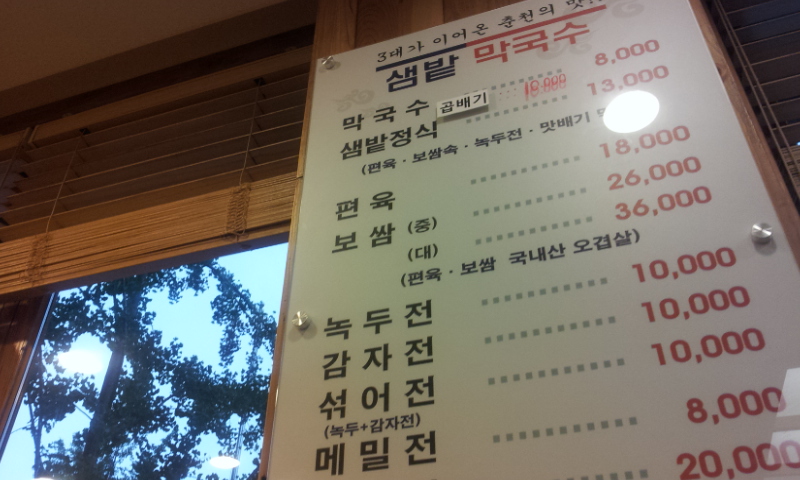 3대가 이어온 춘천의 맛
샘밭 막국수
막국수 8,000
곱배기 10,000
샘밭정식 13,000
(편육 · 보쌈속 · 녹두전 · 맛배기
편육 18,000
보쌈 (중) 26,000
(대) 36,000
(편육 · 보쌈 국내산 오겹살)
녹두전 10,000
감자전 10,000
섞어전 10,000
(녹두+감자전)
메밀전 8,000
20,000